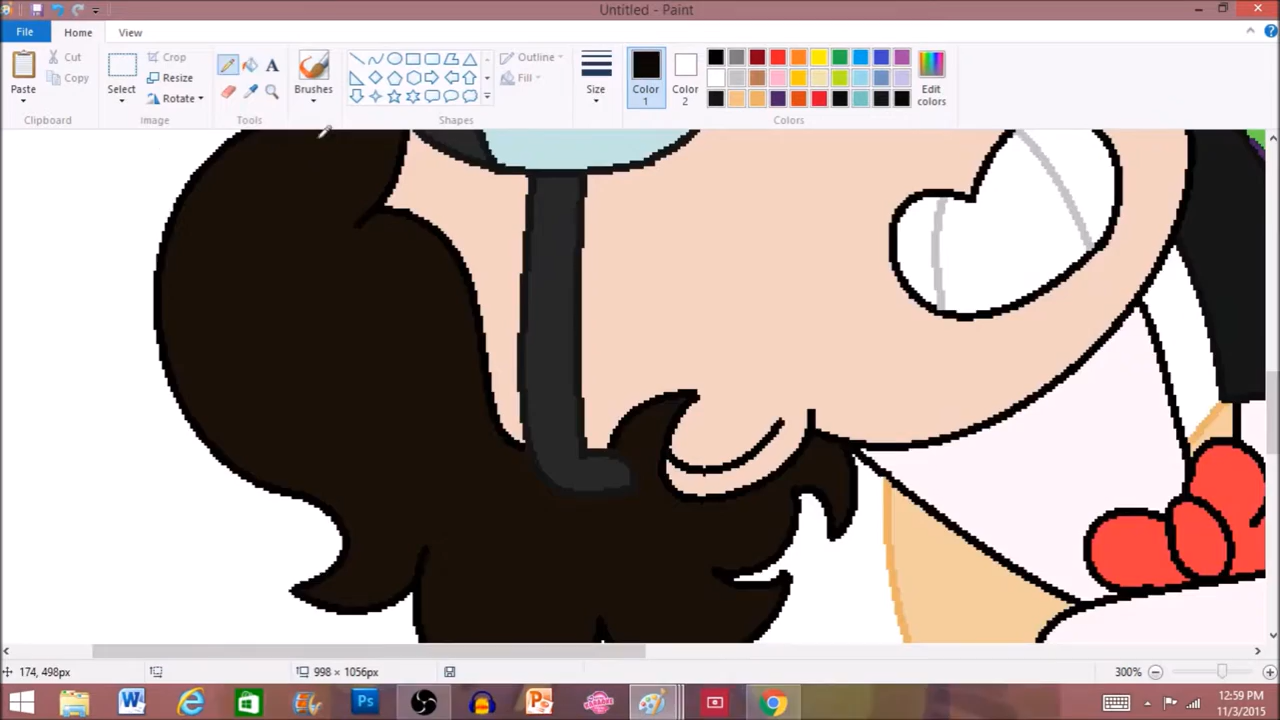 Untitled - Paint
File Home View
Paste
Cut
Copy
Clipboard
Select
Crop
Resize
Rotate
Image
A
Tools
Brushes
Outline
Fill
Shapes
Size
Color 1
Color 2
Edit colors
Colors
174, 498px
998 × 1056px
300%
W
Ps
P
12:59 PM
11/3/2015